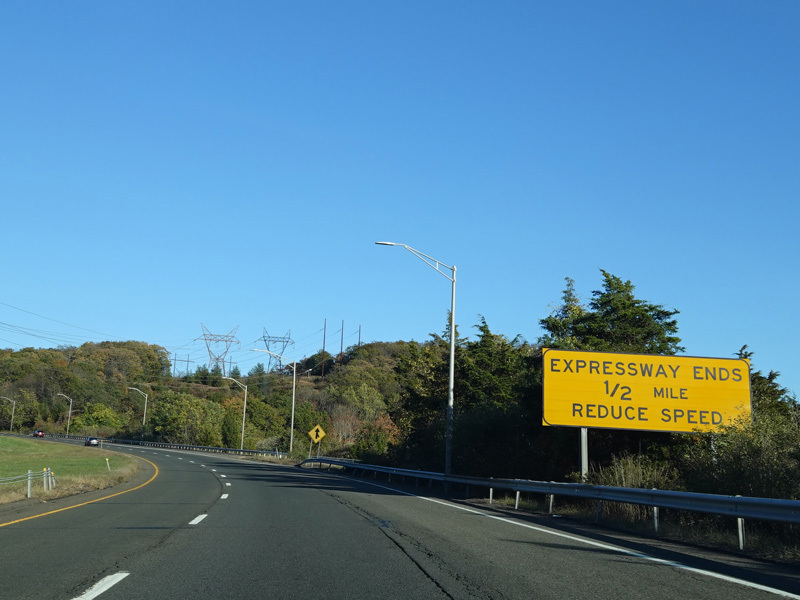 EXPRESSWAY ENDS
1/2 MILE
REDUCE SPEED